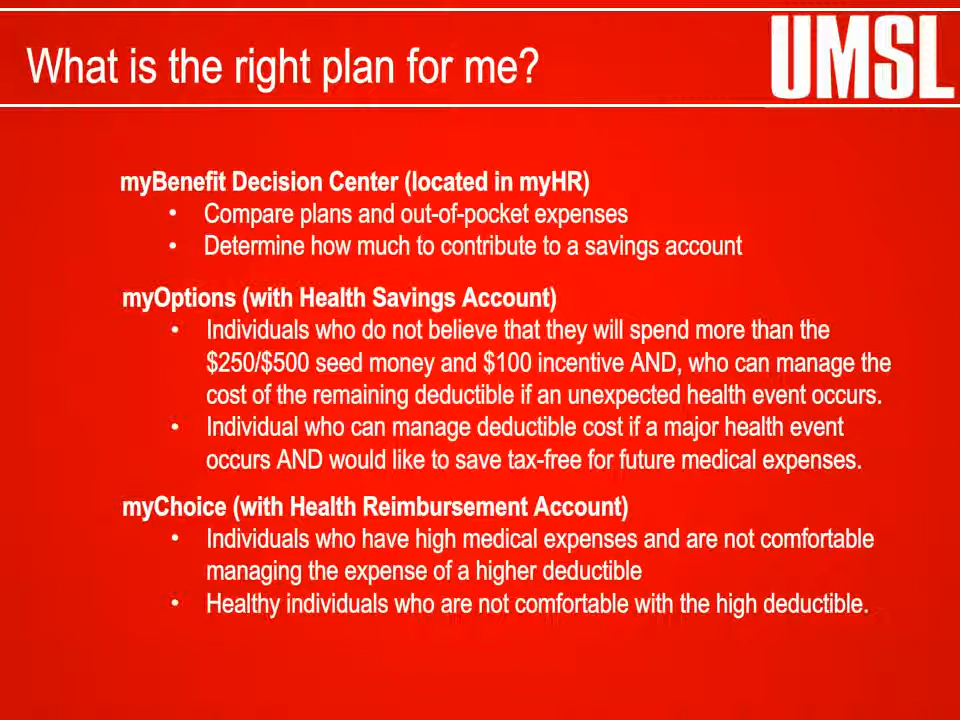 What is the right plan for me?
UMSL
myBenefit Decision Center (located in myHR)
• Compare plans and out-of-pocket expenses
• Determine how much to contribute to a savings account
myOptions (with Health Savings Account)
• Individuals who do not believe that they will spend more than the
$250/$500 seed money and $100 incentive AND, who can manage the
cost of the remaining deductible if an unexpected health event occurs.
• Individual who can manage deductible cost if a major health event
occurs AND would like to save tax-free for future medical expenses.
myChoice (with Health Reimbursement Account)
• Individuals who have high medical expenses and are not comfortable
managing the expense of a higher deductible
• Healthy individuals who are not comfortable with the high deductible.